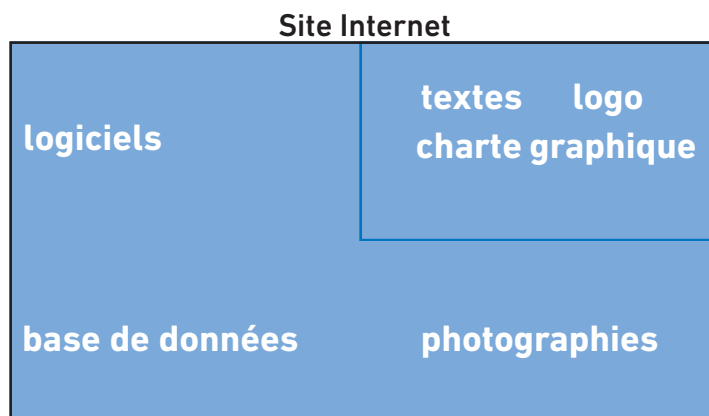 Site Internet
logiciels
textes logo
charte graphique
base de données
photographies